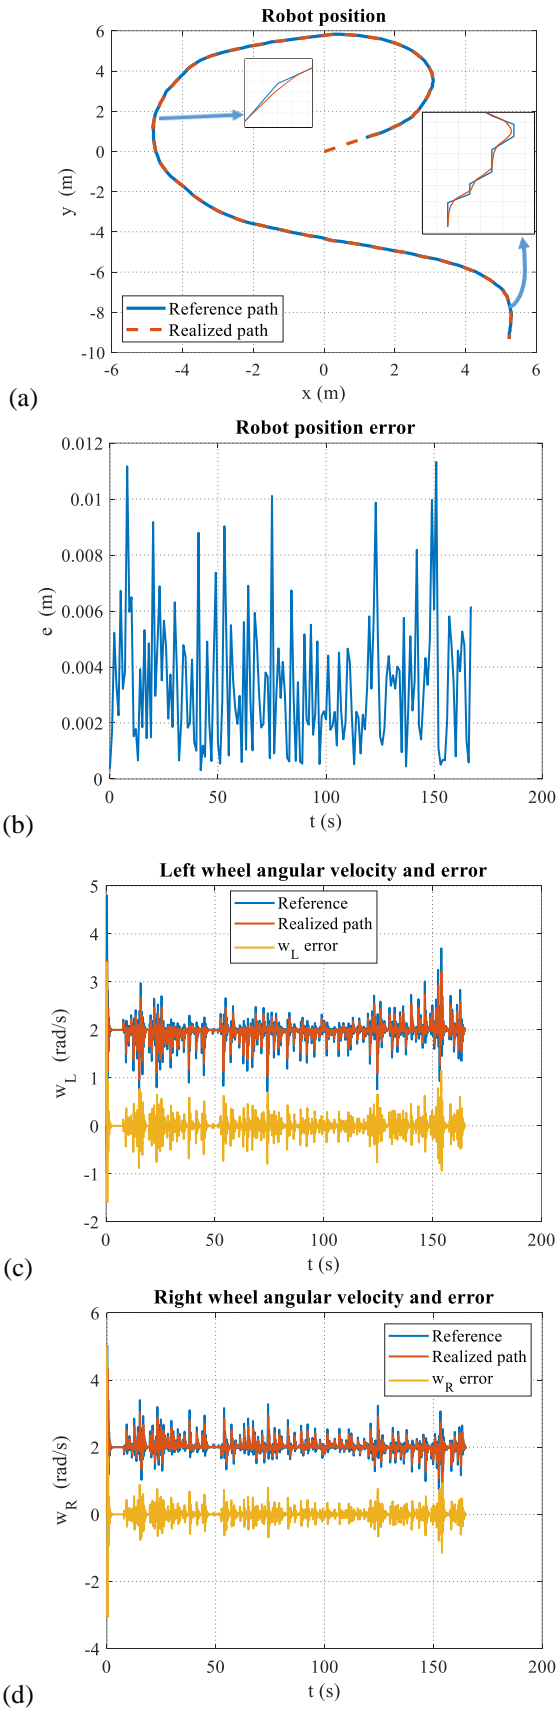 Robot position
6
4
2
0
-2
-4
-6
-8
-10
y (m)
Reference path
Realized path
-6
-4
-2
0
2
4
6
x (m)
(a)
Robot position error
0.012
0.01
0.008
0.006
0.004
0.002
0
e (m)
0
50
100
150
200
t (s)
(b)
Left wheel angular velocity and error
5
4
3
2
1
0
-1
-2
w_L (rad/s)
Reference
Realized path
w_L error
0
50
100
150
200
t (s)
(c)
Right wheel angular velocity and error
6
4
2
0
-2
-4
w_R (rad/s)
Reference
Realized path
w_R error
0
50
100
150
200
t (s)
(d)